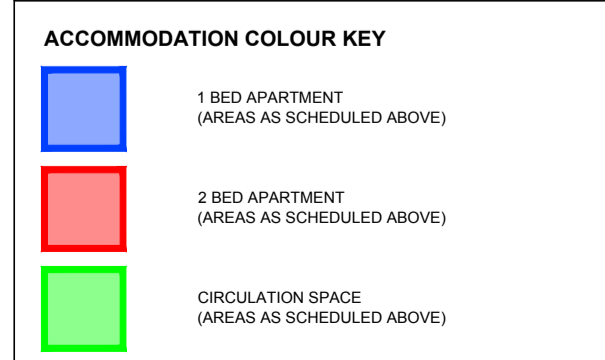 ACCOMMODATION COLOUR KEY
1 BED APARTMENT
(AREAS AS SCHEDULED ABOVE)
2 BED APARTMENT
(AREAS AS SCHEDULED ABOVE)
CIRCULATION SPACE
(AREAS AS SCHEDULED ABOVE)